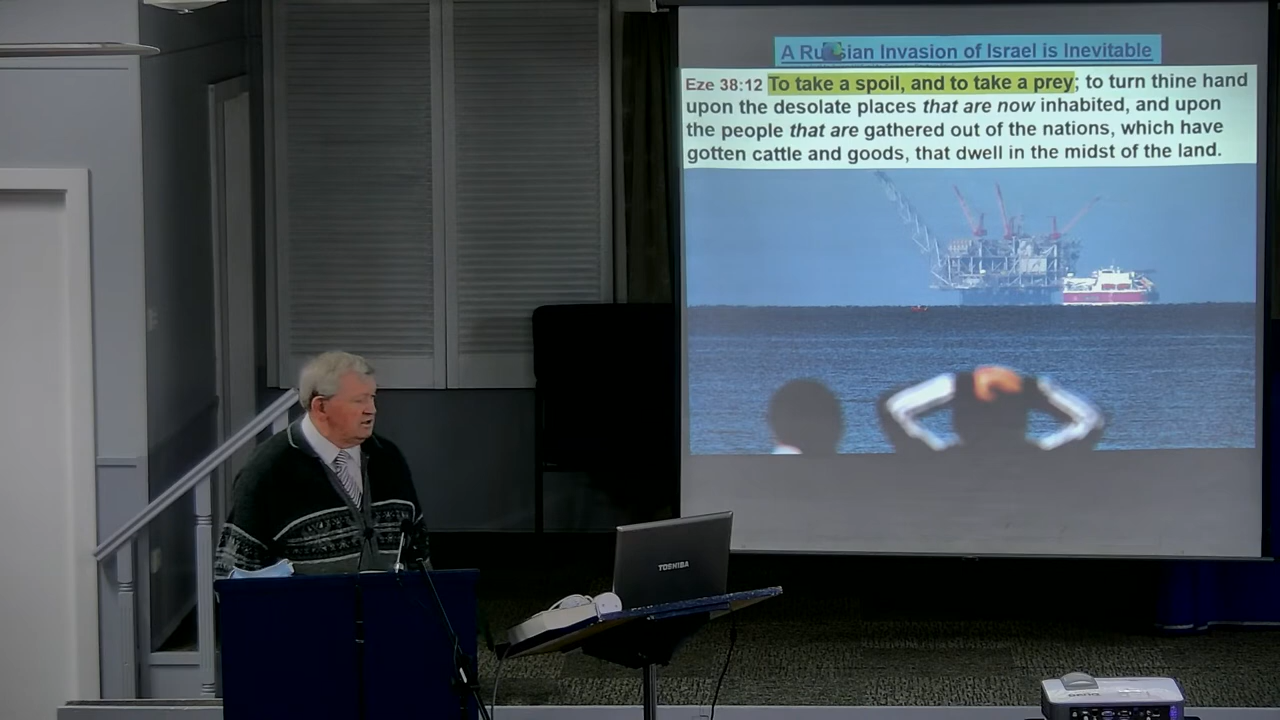 A Russian Invasion of Israel is Inevitable
Eze 38:12 To take a spoil, and to take a prey; to turn thine hand
upon the desolate places that are now inhabited, and upon
the people that are gathered out of the nations, which have
gotten cattle and goods, that dwell in the midst of the land.
TOSHIBA